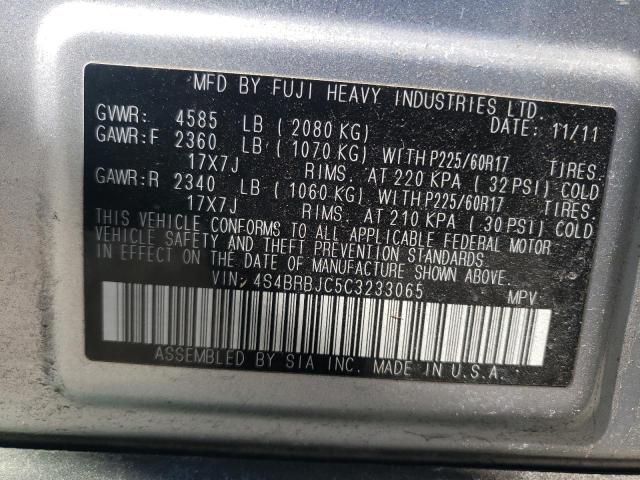 MFD BY FUJI HEAVY INDUSTRIES LTD.
GVWR: 4585 LB ( 2080 KG) DATE: 11/11
GAWR:F 2360 LB ( 1070 KG) WITH P225/60R17 TIRES.
17X7J RIMS. AT 220 KPA ( 32 PSI) COLD
GAWR:R 2340 LB ( 1060 KG) WITH P225/60R17 TIRES.
17X7J RIMS. AT 210 KPA ( 30 PSI) COLD
THIS VEHICLE CONFORMS TO ALL APPLICABLE FEDERAL MOTOR
VEHICLE SAFETY AND THEFT PREVENTION STANDARDS
IN EFFECT ON THE DATE OF MANUFACTURE SHOWN ABOVE.
VIN: 4S4BRBJC5C3233065 MPV
ASSEMBLED BY SIA INC. MADE IN U.S.A.